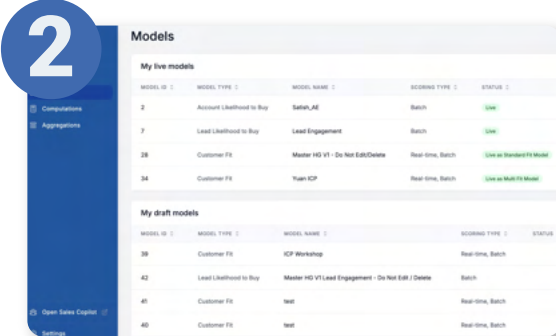 2
Models
My live models
MODEL ID MODEL TYPE MODEL NAME SCORING TYPE STATUS
2 Account Likelihood to Buy Satish_AE Batch Live
7 Lead Likelihood to Buy Lead Engagement Batch Live
28 Customer Fit Master HG V1 - Do Not Edit/Delete Real-time, Batch Live as Standard Fit Model
34 Customer Fit Yuan ICP Real-time, Batch Live as Multi Fit Model
My draft models
MODEL ID MODEL TYPE MODEL NAME SCORING TYPE STATUS
39 Customer Fit ICP Workshop Real-time, Batch
42 Lead Likelihood to Buy Master HG V1 Lead Engagement - Do Not Edit / Delete Batch
41 Customer Fit test Real-time, Batch
40 Customer Fit test Real-time, Batch
Computations
Aggregations
Open Sales Copilot
Settings